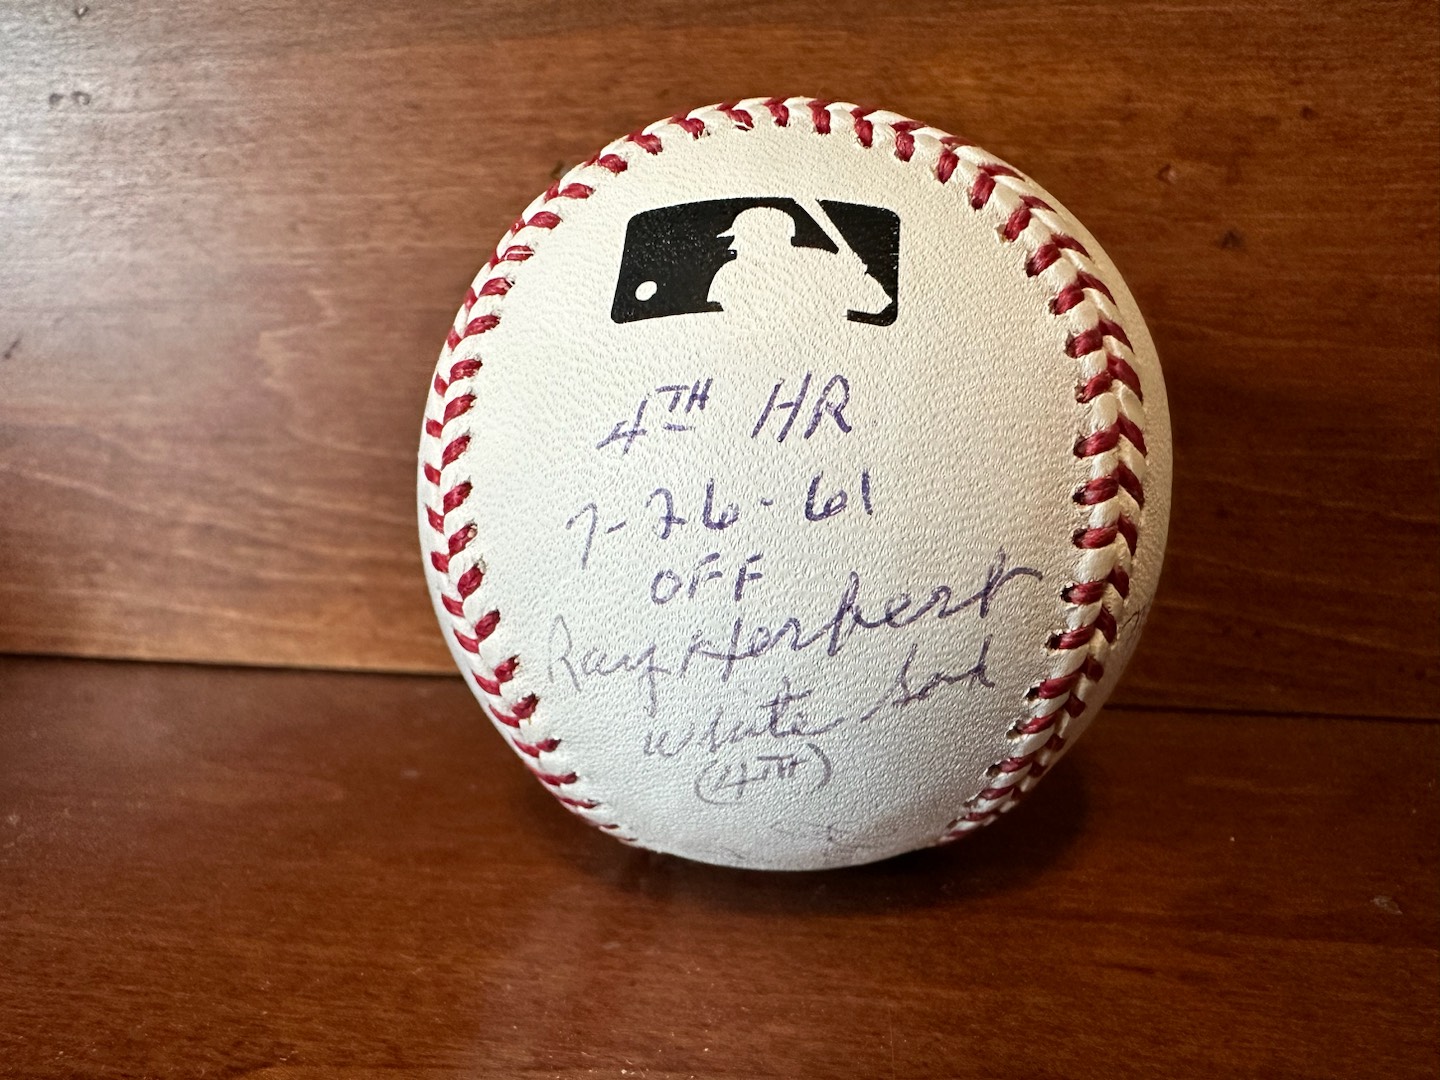 4TH HR
7-26-61
OFF
Ray Herbert
White Sox
(4TH)